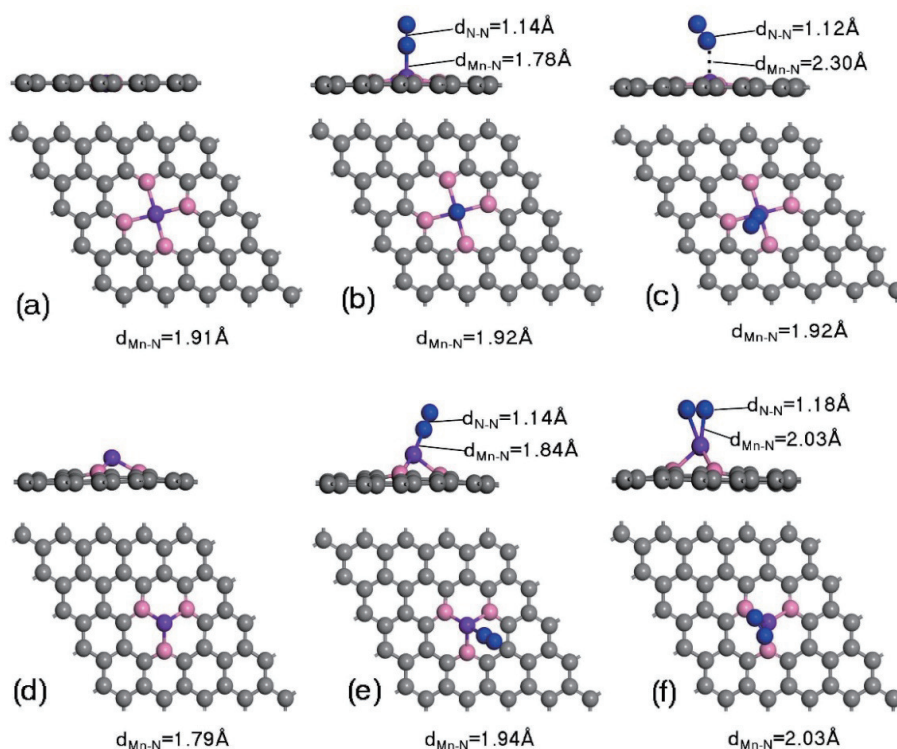 d_N-N=1.14Å
d_Mn-N=1.78Å
d_N-N=1.12Å
d_Mn-N=2.30Å
(a)
(b)
(c)
d_Mn-N=1.91Å
d_Mn-N=1.92Å
d_Mn-N=1.92Å
d_N-N=1.14Å
d_Mn-N=1.84Å
d_N-N=1.18Å
d_Mn-N=2.03Å
(d)
(e)
(f)
d_Mn-N=1.79Å
d_Mn-N=1.94Å
d_Mn-N=2.03Å